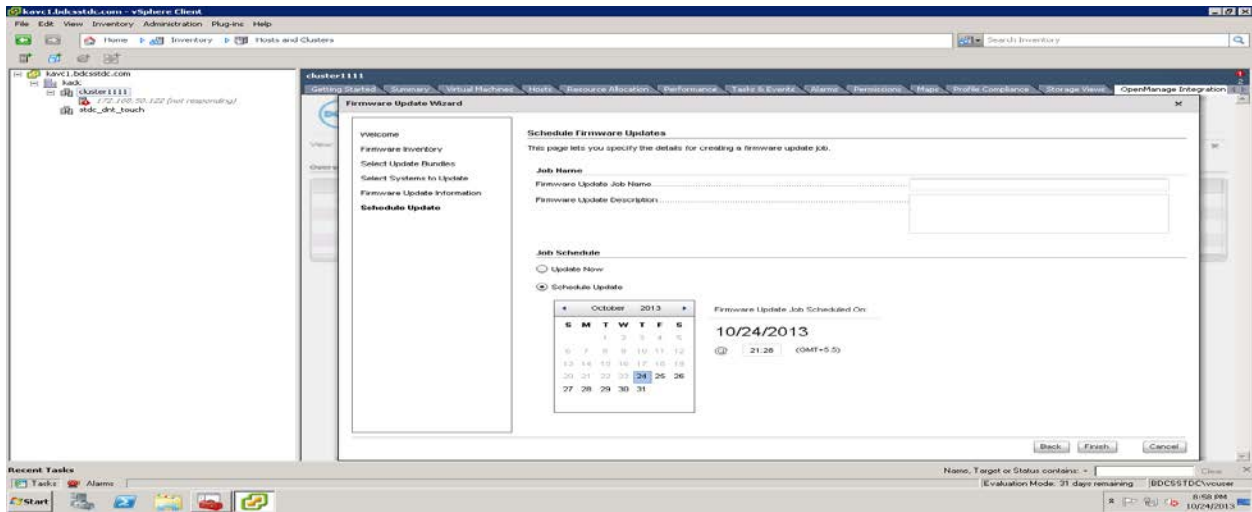 kavc1.bdcsstdc.com - vSphere Client
File Edit View Inventory Administration Plug-ins Help
Home Inventory Hosts and Clusters
Search Inventory
kavc1.bdcsstdc.com
kadc
cluster1111
172.108.50.122 (not responding)
stdc_dnt_touch
cluster1111
Getting Started Summary Virtual Machines Hosts Resource Allocation Performance Tasks & Events Alarms Permissions Maps Profile Compliance Storage Views OpenManage Integration
Firmware Update Wizard
Welcome
Firmware Inventory
Select Update Bundles
Select Systems to Update
Firmware Update Information
Schedule Update
Schedule Firmware Updates
This page lets you specify the details for creating a firmware update job.
Job Name
Firmware Update Job Name
Firmware Update Description
Job Schedule
Update Now
Schedule Update
October 2013
S M T W T F S
1 2 3 4 5
6 7 8 9 10 11 12
13 14 15 16 17 18 19
20 21 22 23 24 25 26
27 28 29 30 31
Firmware Update Job Scheduled On:
10/24/2013
@ 21:28 (GMT+5.5)
Back Finish Cancel
Recent Tasks
Name, Target or Status contains: Clear
Tasks Alarms
Evaluation Mode: 31 days remaining BDCSSTDC\vcuser
Start
8:58 PM
10/24/2013